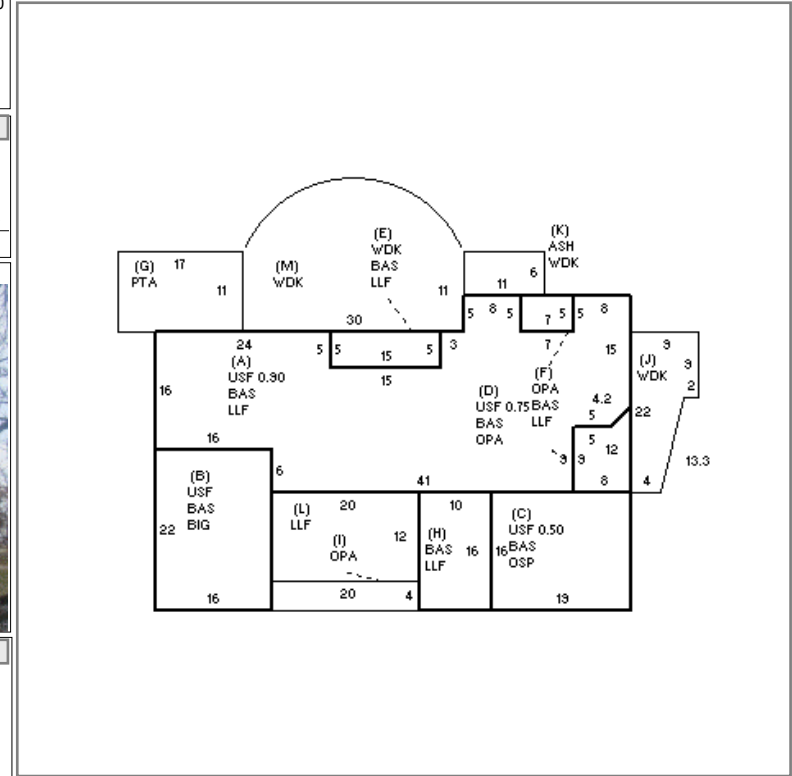 (K)
ASH
WDK
(E)
WDK
BAS
LLF
(G)
PTA
17
11
(M)
WDK
11
30
11
6
5
8
5
7
5
5
8
24
5
5
15
5
3
7
15
9
9
2
(A)
USF 0.90
BAS
LLF
15
16
(J)
WDK
(F)
OPA
BAS
LLF
(D)
USF 0.75
BAS
OPA
4.2
5
22
16
5
12
9
9
13.3
6
41
8
4
(B)
USF
BAS
BIG
22
16
20
(L)
LLF
(I)
OPA
12
20
4
10
(H)
BAS
LLF
16
(C)
USF 0.50
BAS
OSP
16
19